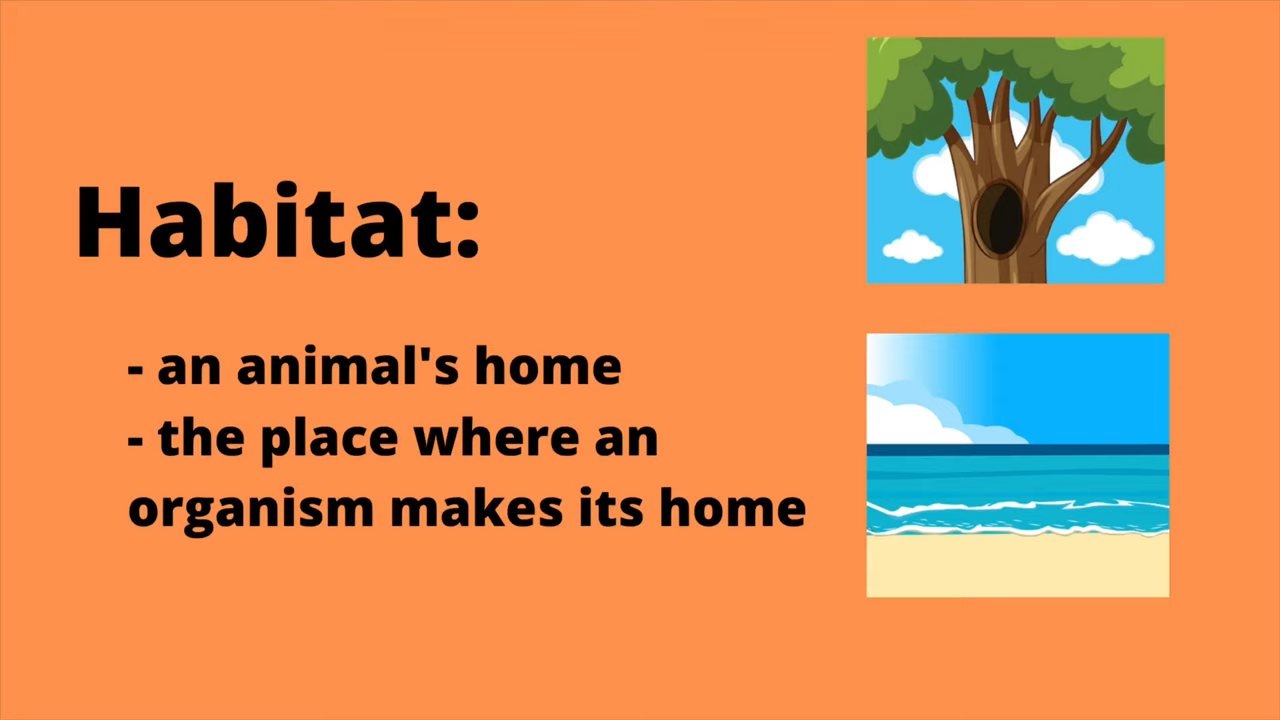 Habitat:
- an animal's home
- the place where an
organism makes its home